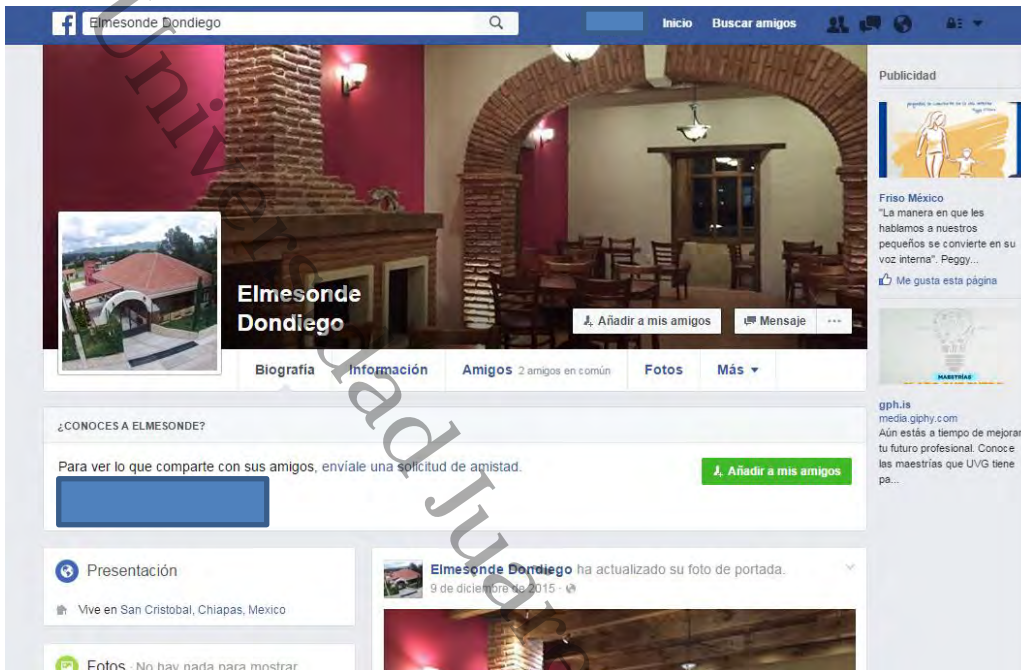 Elmesonde Dondiego
Inicio Buscar amigos
Elmesonde
Dondiego
Añadir a mis amigos
Mensaje
Biografía Información Amigos 2 amigos en común Fotos Más
¿CONOCES A ELMESONDE?
Para ver lo que comparte con sus amigos, envíale una solicitud de amistad.
Añadir a mis amigos
Presentación
Vive en San Cristobal, Chiapas, Mexico
Fotos · No hay nada para mostrar
Elmesonde Dondiego ha actualizado su foto de portada.
9 de diciembre de 2015 ·
Publicidad
Friso México
"La manera en que les
hablamos a nuestros
pequeños se convierte en su
voz interna". Peggy...
Me gusta esta página
MAESTRÍAS
gph.is
media.giphy.com
Aún estás a tiempo de mejorar
tu futuro profesional. Conoce
las maestrías que UVG tiene
pa...
Universidad Juár